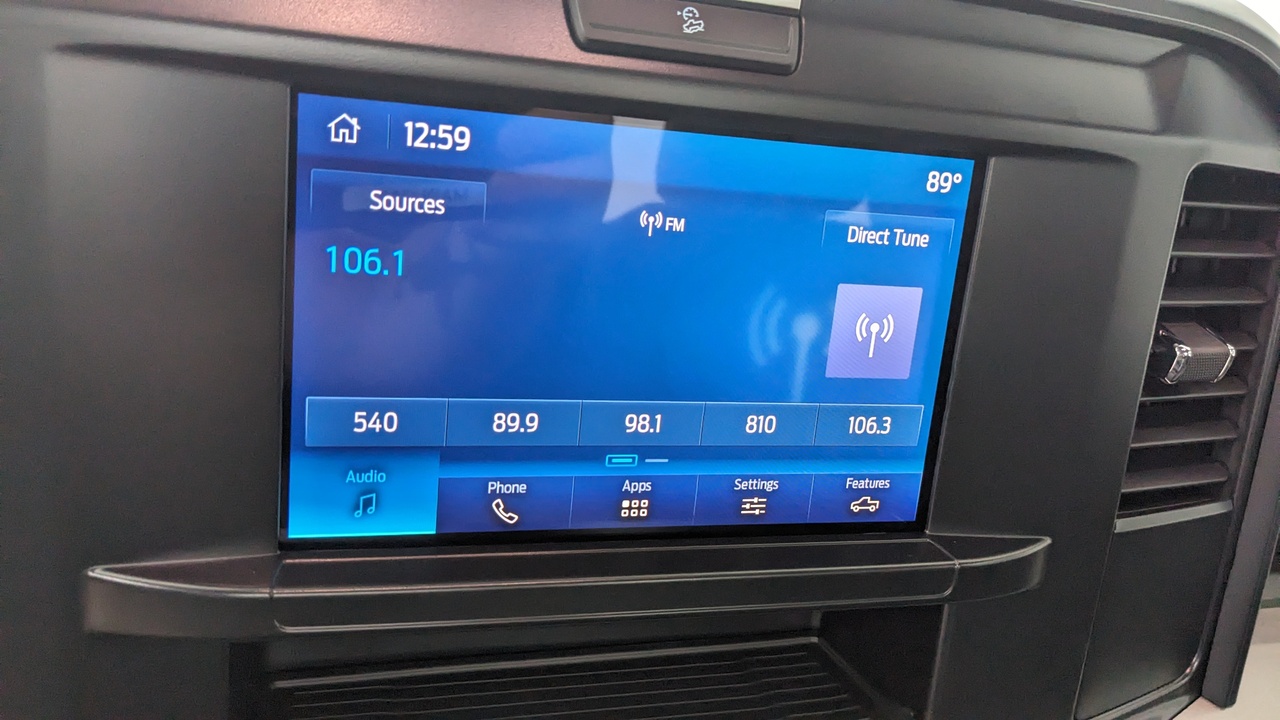 12:59
89°
Sources
FM
Direct Tune
106.1
540 89.9 98.1 810 106.3
Audio Phone Apps Settings Features